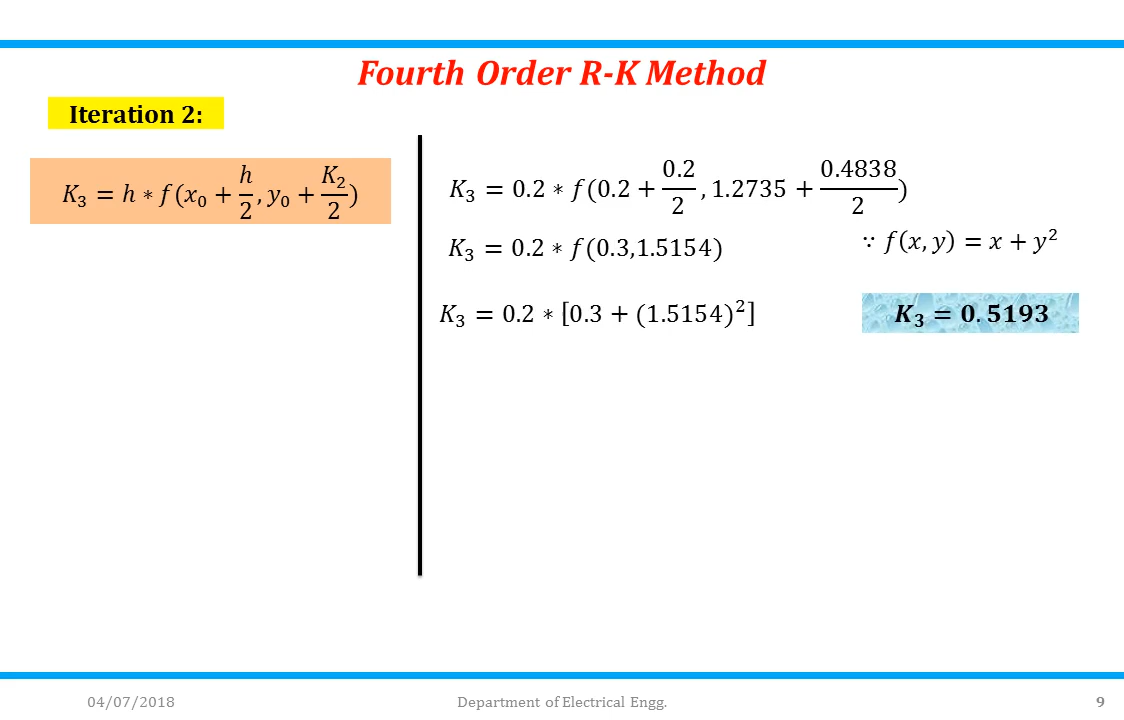 Fourth Order R-K Method
Iteration 2:
K₃ = h ∗ f(x₀ + h/2 , y₀ + K₂/2)
K₃ = 0.2 ∗ f(0.2 + 0.2/2 , 1.2735 + 0.4838/2)
K₃ = 0.2 ∗ f(0.3,1.5154)
∵ f(x, y) = x + y²
K₃ = 0.2 ∗ [0.3 + (1.5154)²]
K₃ = 0.5193
04/07/2018
Department of Electrical Engg.
9